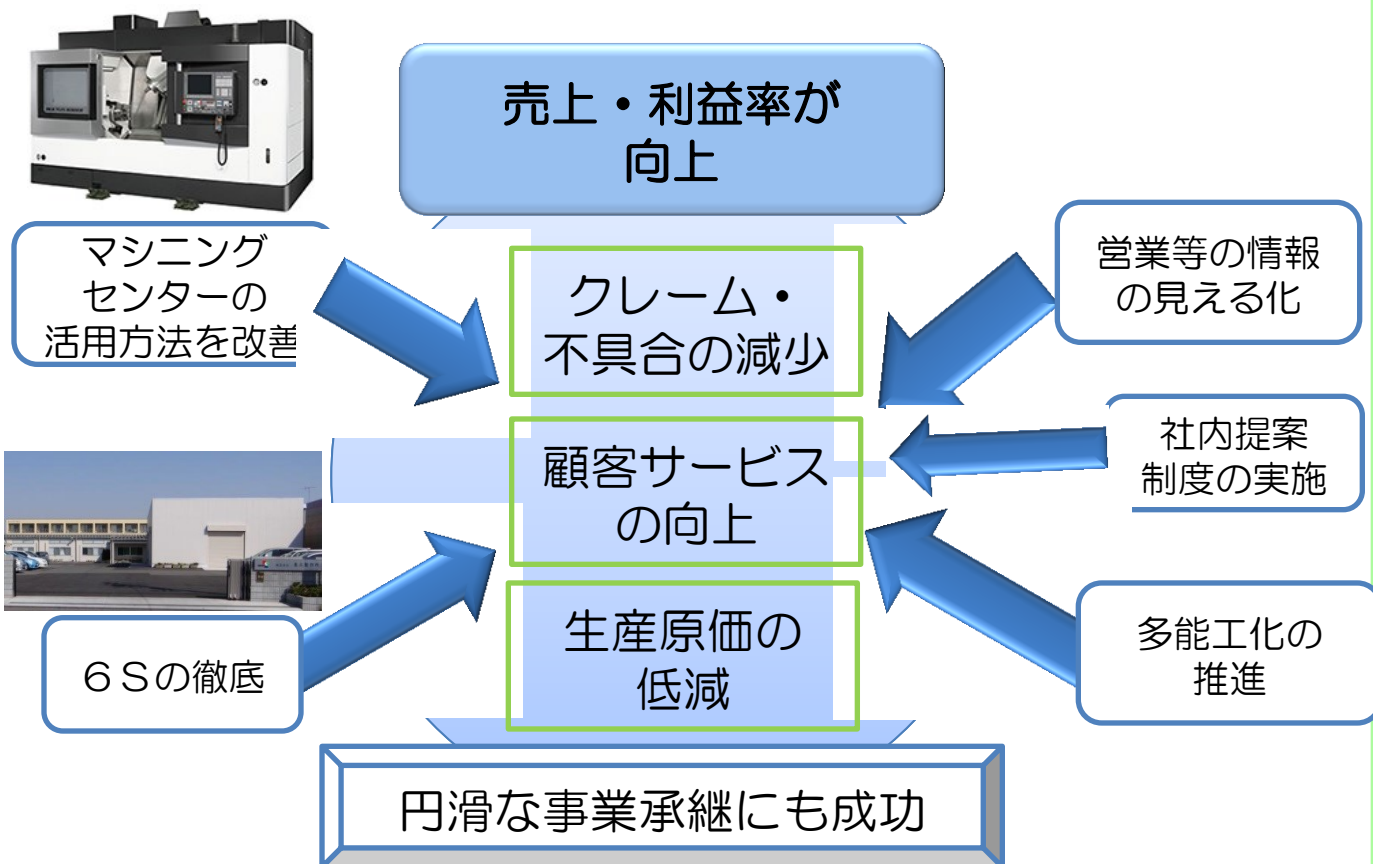 売上・利益率が
向上
マシニング
センターの
活用方法を改善
クレーム・
不具合の減少
営業等の情報
の見える化
顧客サービス
の向上
社内提案
制度の実施
６Ｓの徹底
生産原価の
低減
多能工化の
推進
円滑な事業承継にも成功